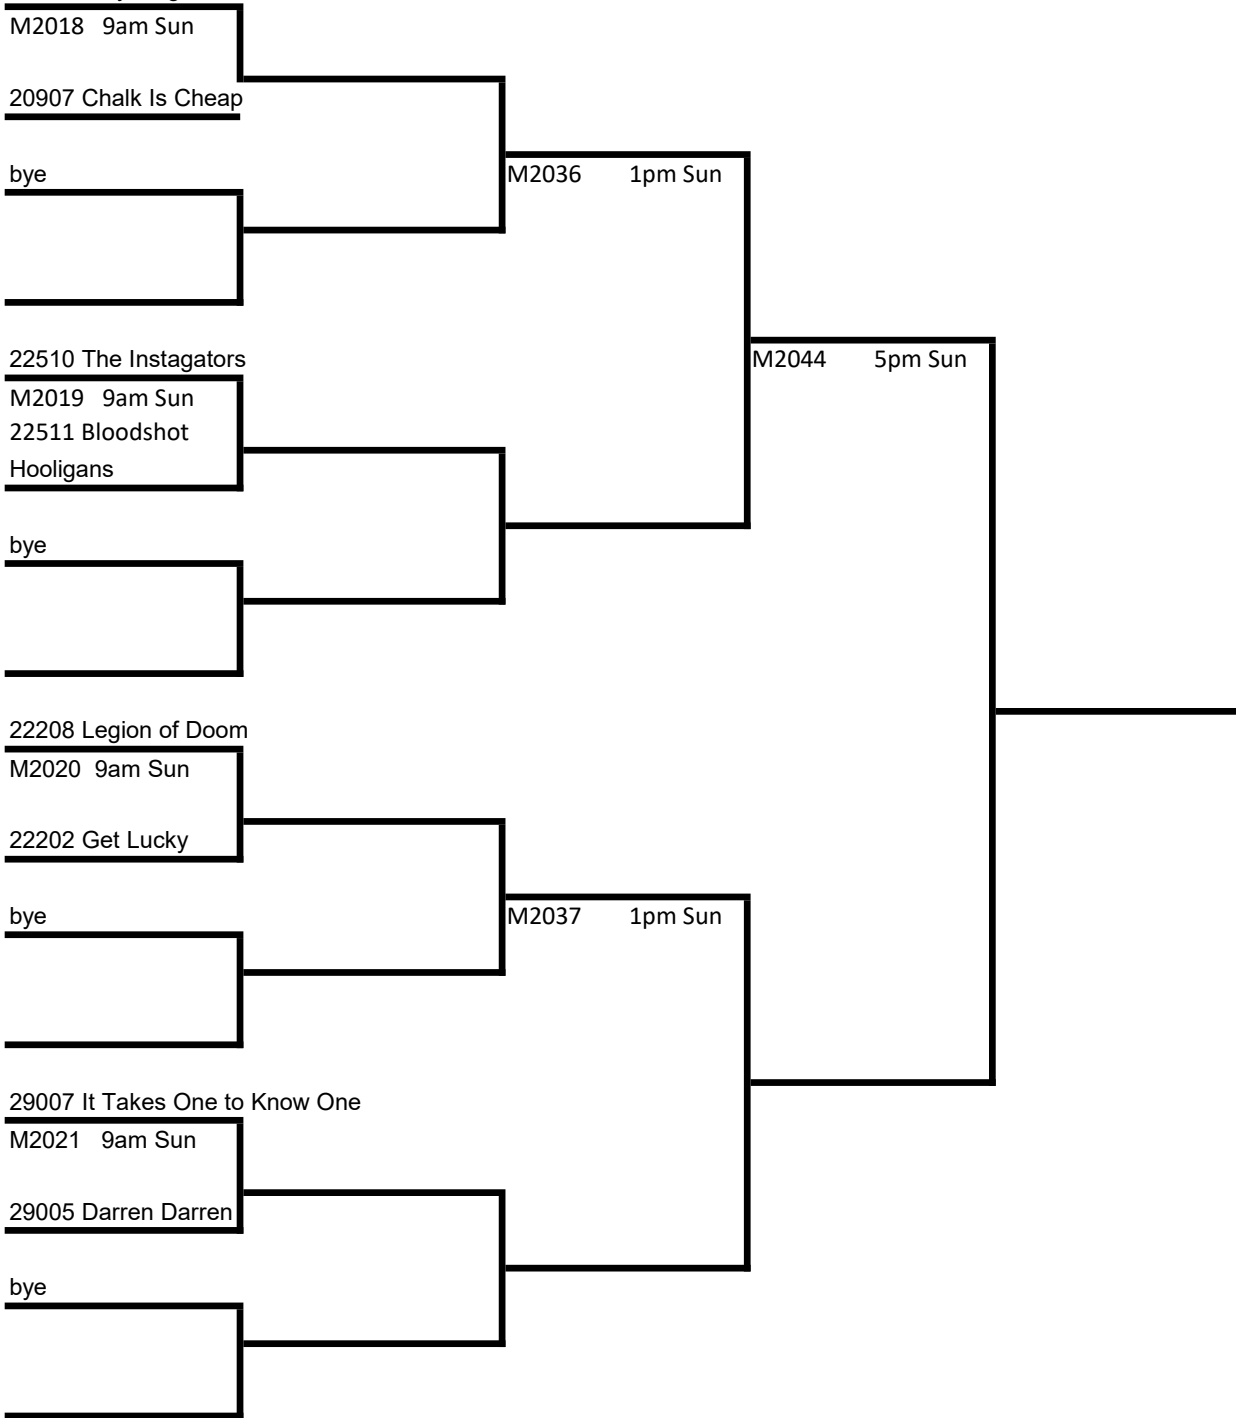 M2018 9am Sun
20907 Chalk Is Cheap
bye
M2036 1pm Sun
22510 The Instagators
M2044 5pm Sun
M2019 9am Sun
22511 Bloodshot
Hooligans
bye
22208 Legion of Doom
M2020 9am Sun
22202 Get Lucky
bye
M2037 1pm Sun
29007 It Takes One to Know One
M2021 9am Sun
29005 Darren Darren
bye